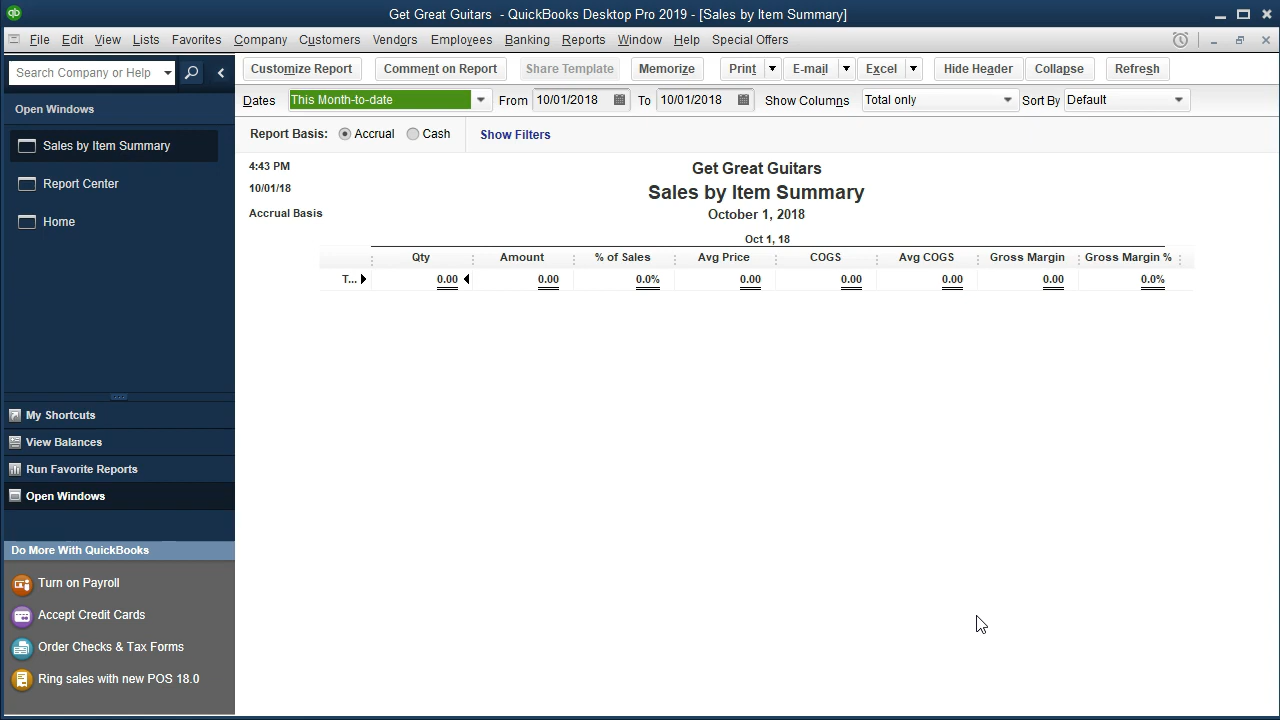 Get Great Guitars - QuickBooks Desktop Pro 2019 - [Sales by Item Summary]
File Edit View Lists Favorites Company Customers Vendors Employees Banking Reports Window Help Special Offers
Search Company or Help
Customize Report Comment on Report Share Template Memorize Print E-mail Excel Hide Header Collapse Refresh
Dates This Month-to-date From 10/01/2018 To 10/01/2018 Show Columns Total only Sort By Default
Open Windows
Report Basis: Accrual Cash Show Filters
Sales by Item Summary
Report Center
Home
4:43 PM
10/01/18
Accrual Basis
Get Great Guitars
Sales by Item Summary
October 1, 2018
Oct 1, 18
Qty Amount % of Sales Avg Price COGS Avg COGS Gross Margin Gross Margin %
T... 0.00 0.00 0.0% 0.00 0.00 0.00 0.00 0.0%
My Shortcuts
View Balances
Run Favorite Reports
Open Windows
Do More With QuickBooks
Turn on Payroll
Accept Credit Cards
Order Checks & Tax Forms
Ring sales with new POS 18.0